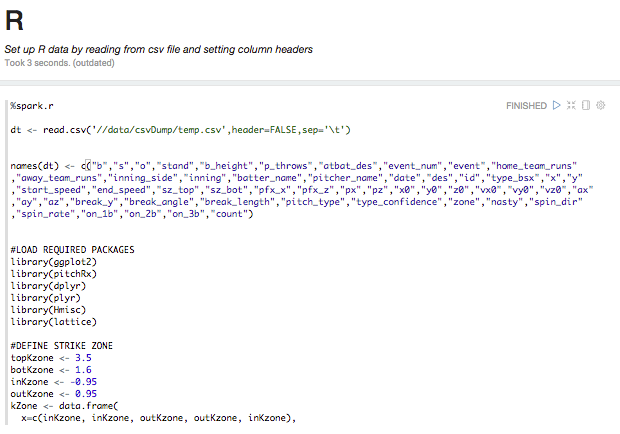 R
Set up R data by reading from csv file and setting column headers
Took 3 seconds. (outdated)
%spark.r
FINISHED
dt <- read.csv('//data/csvDump/temp.csv',header=FALSE,sep='\t')
names(dt) <- c("b","s","o","stand","b_height","p_throws","atbat_des","event_num","event","home_team_runs"
,"away_team_runs","inning_side","inning","batter_name","pitcher_name","date","des","id","type_bsx","x","y"
,"start_speed","end_speed","sz_top","sz_bot","pfx_x","pfx_z","px","pz","x0","y0","z0","vx0","vy0","vz0","ax"
,"ay","az","break_y","break_angle","break_length","pitch_type","type_confidence","zone","nasty","spin_dir"
,"spin_rate","on_1b","on_2b","on_3b","count")
#LOAD REQUIRED PACKAGES
library(ggplot2)
library(pitchRx)
library(dplyr)
library(plyr)
library(Hmisc)
library(lattice)
#DEFINE STRIKE ZONE
topKzone <- 3.5
botKzone <- 1.6
inKzone <- -0.95
outKzone <- 0.95
kZone <- data.frame(
x=c(inKzone, inKzone, outKzone, outKzone, inKzone),